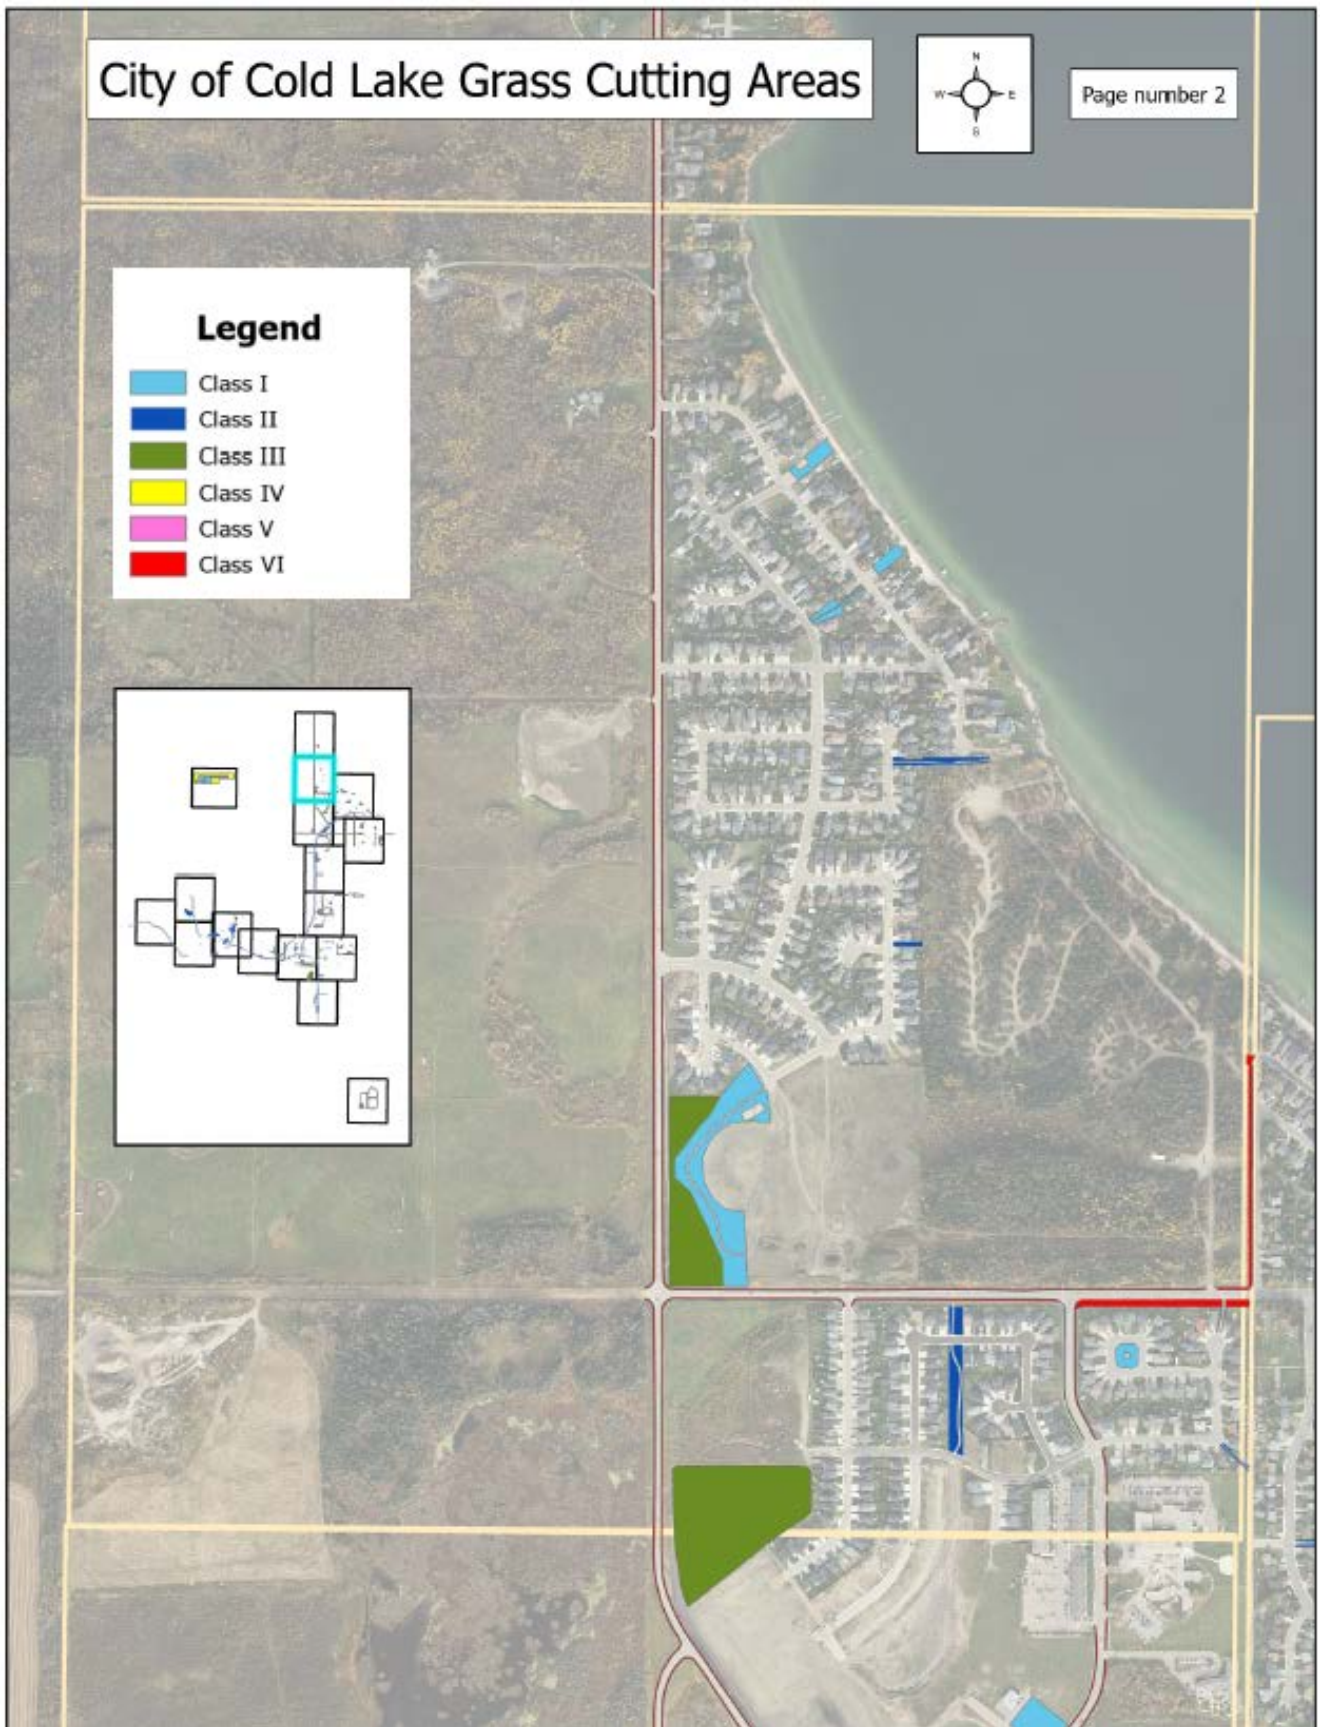 City of Cold Lake Grass Cutting Areas
N
W E
S
Page number 2
Legend
Class I
Class II
Class III
Class IV
Class V
Class VI